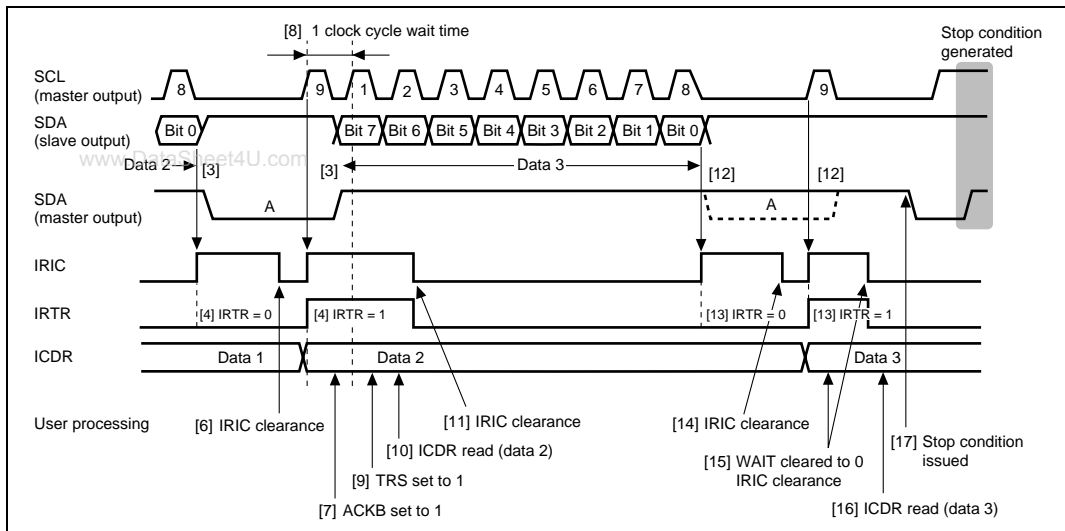 [8] 1 clock cycle wait time
Stop condition
generated
SCL
(master output)
8 9 1 2 3 4 5 6 7 8 9
SDA
(slave output)
Bit 0 Bit 7 Bit 6 Bit 5 Bit 4 Bit 3 Bit 2 Bit 1 Bit 0
www.DataSheet4U.com
Data 2 [3] [3] Data 3 [12] [12]
SDA
(master output)
A A
IRIC
IRTR
[4] IRTR = 0 [4] IRTR = 1 [13] IRTR = 0 [13] IRTR = 1
ICDR
Data 1 Data 2 Data 3
User processing
[6] IRIC clearance
[11] IRIC clearance
[14] IRIC clearance
[17] Stop condition
issued
[10] ICDR read (data 2)
[15] WAIT cleared to 0
IRIC clearance
[9] TRS set to 1
[16] ICDR read (data 3)
[7] ACKB set to 1